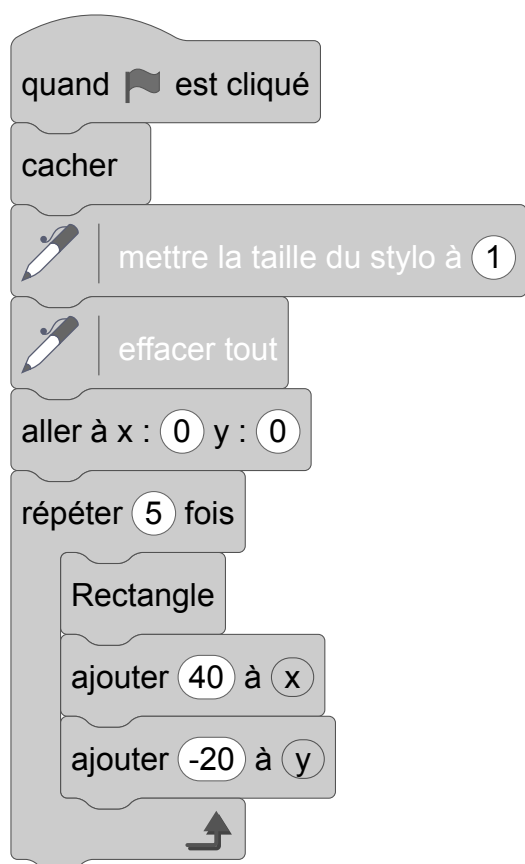 quand est cliqué
cacher
mettre la taille du stylo à 1
effacer tout
aller à x : 0 y : 0
répéter 5 fois
Rectangle
ajouter 40 à x
ajouter -20 à y